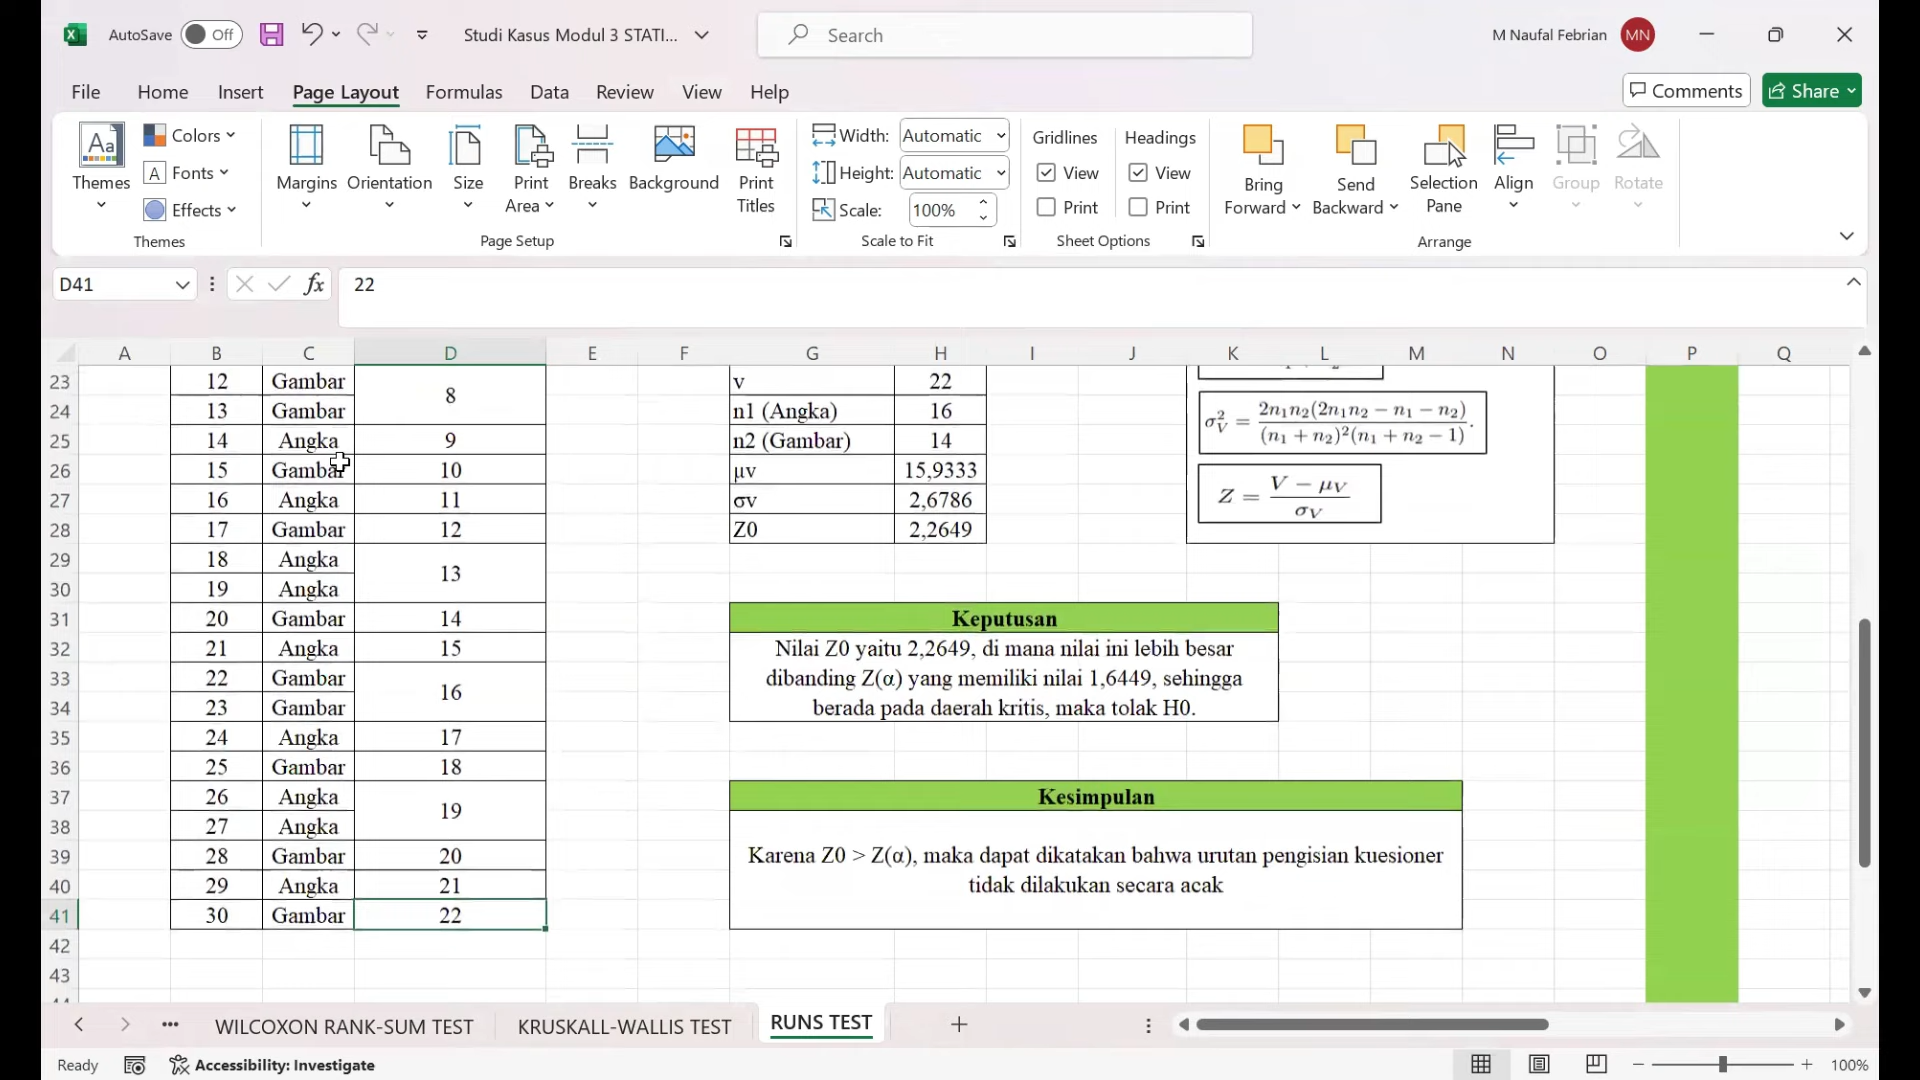 AutoSave Off Studi Kasus Modul 3 STATI... Search M Naufal Febrian MN
File Home Insert Page Layout Formulas Data Review View Help Comments Share
Themes Colors Fonts Effects Themes
Margins Orientation Size Print Area Breaks Background Print Titles Page Setup
Width: Automatic
Height: Automatic
Scale: 100%
Scale to Fit
Gridlines View Print
Headings View Print
Sheet Options
Bring Forward Send Backward Selection Pane Align Group Rotate
Arrange
D41 fx 22
A B C D E F G H I J K L M N O P Q
23 12 Gambar 8 v 22
24 13 Gambar n1 (Angka) 16
25 14 Angka 9 n2 (Gambar) 14
26 15 Gambar 10 μv 15,9333
27 16 Angka 11 σv 2,6786
28 17 Gambar 12 Z0 2,2649
29 18 Angka 13
30 19 Angka
31 20 Gambar 14
32 21 Angka 15
33 22 Gambar 16
34 23 Gambar
35 24 Angka 17
36 25 Gambar 18
37 26 Angka 19
38 27 Angka
39 28 Gambar 20
40 29 Angka 21
41 30 Gambar 22
42
43
σ²_V = 2n₁n₂(2n₁n₂ − n₁ − n₂) / (n₁ + n₂)²(n₁ + n₂ − 1).
Z = V − μ_V / σ_V
Keputusan
Nilai Z0 yaitu 2,2649, di mana nilai ini lebih besar
dibanding Z(α) yang memiliki nilai 1,6449, sehingga
berada pada daerah kritis, maka tolak H0.
Kesimpulan
Karena Z0 > Z(α), maka dapat dikatakan bahwa urutan pengisian kuesioner
tidak dilakukan secara acak
WILCOXON RANK-SUM TEST KRUSKALL-WALLIS TEST RUNS TEST
Ready Accessibility: Investigate 100%